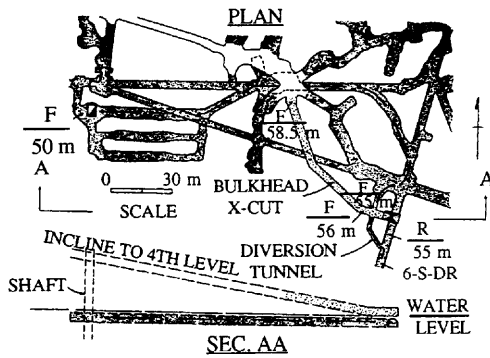 PLAN
F
50 m
A
0 30 m
SCALE
F
58.5 m
BULKHEAD
X-CUT
F
55 m
F
56 m
A
R
55 m
6-S-DR
DIVERSION
TUNNEL
INCLINE TO 4TH LEVEL
SHAFT
WATER
LEVEL
SEC. AA